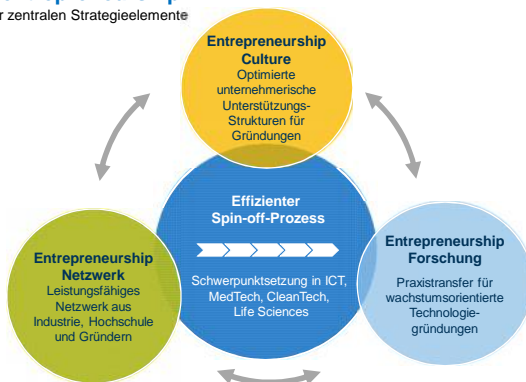 r zentralen Strategieelemente
Entrepreneurship
Culture
Optimierte
unternehmerische
Unterstützungs-
Strukturen für
Gründungen
Effizienter
Spin-off-Prozess
Schwerpunktsetzung in ICT,
MedTech, CleanTech,
Life Sciences
Entrepreneurship
Netzwerk
Leistungsfähiges
Netzwerk aus
Industrie, Hochschule
und Gründern
Entrepreneurship
Forschung
Praxistransfer für
wachstumsorientierte
Technologie-
gründungen